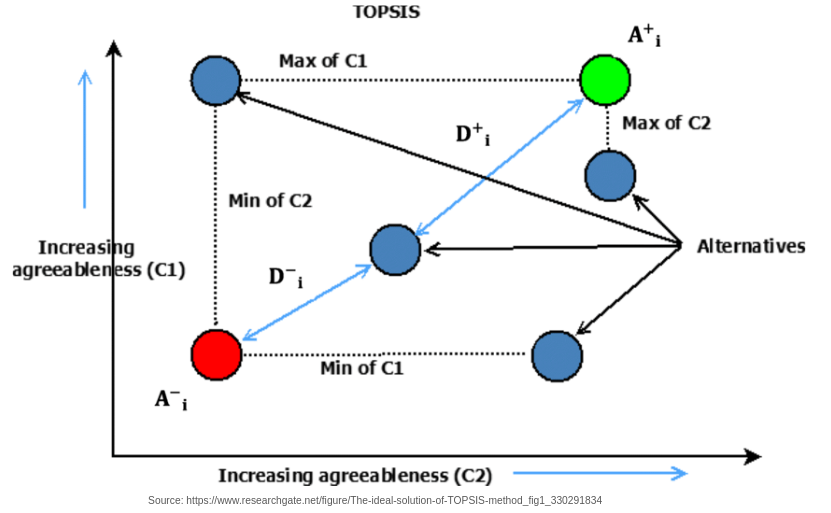 TOPSIS
A⁺ᵢ
Max of C1
Max of C2
D⁺ᵢ
Min of C2
Increasing
agreeableness (C1)
Alternatives
D⁻ᵢ
Min of C1
A⁻ᵢ
Increasing agreeableness (C2)
Source: https://www.researchgate.net/figure/The-ideal-solution-of-TOPSIS-method_fig1_330291834